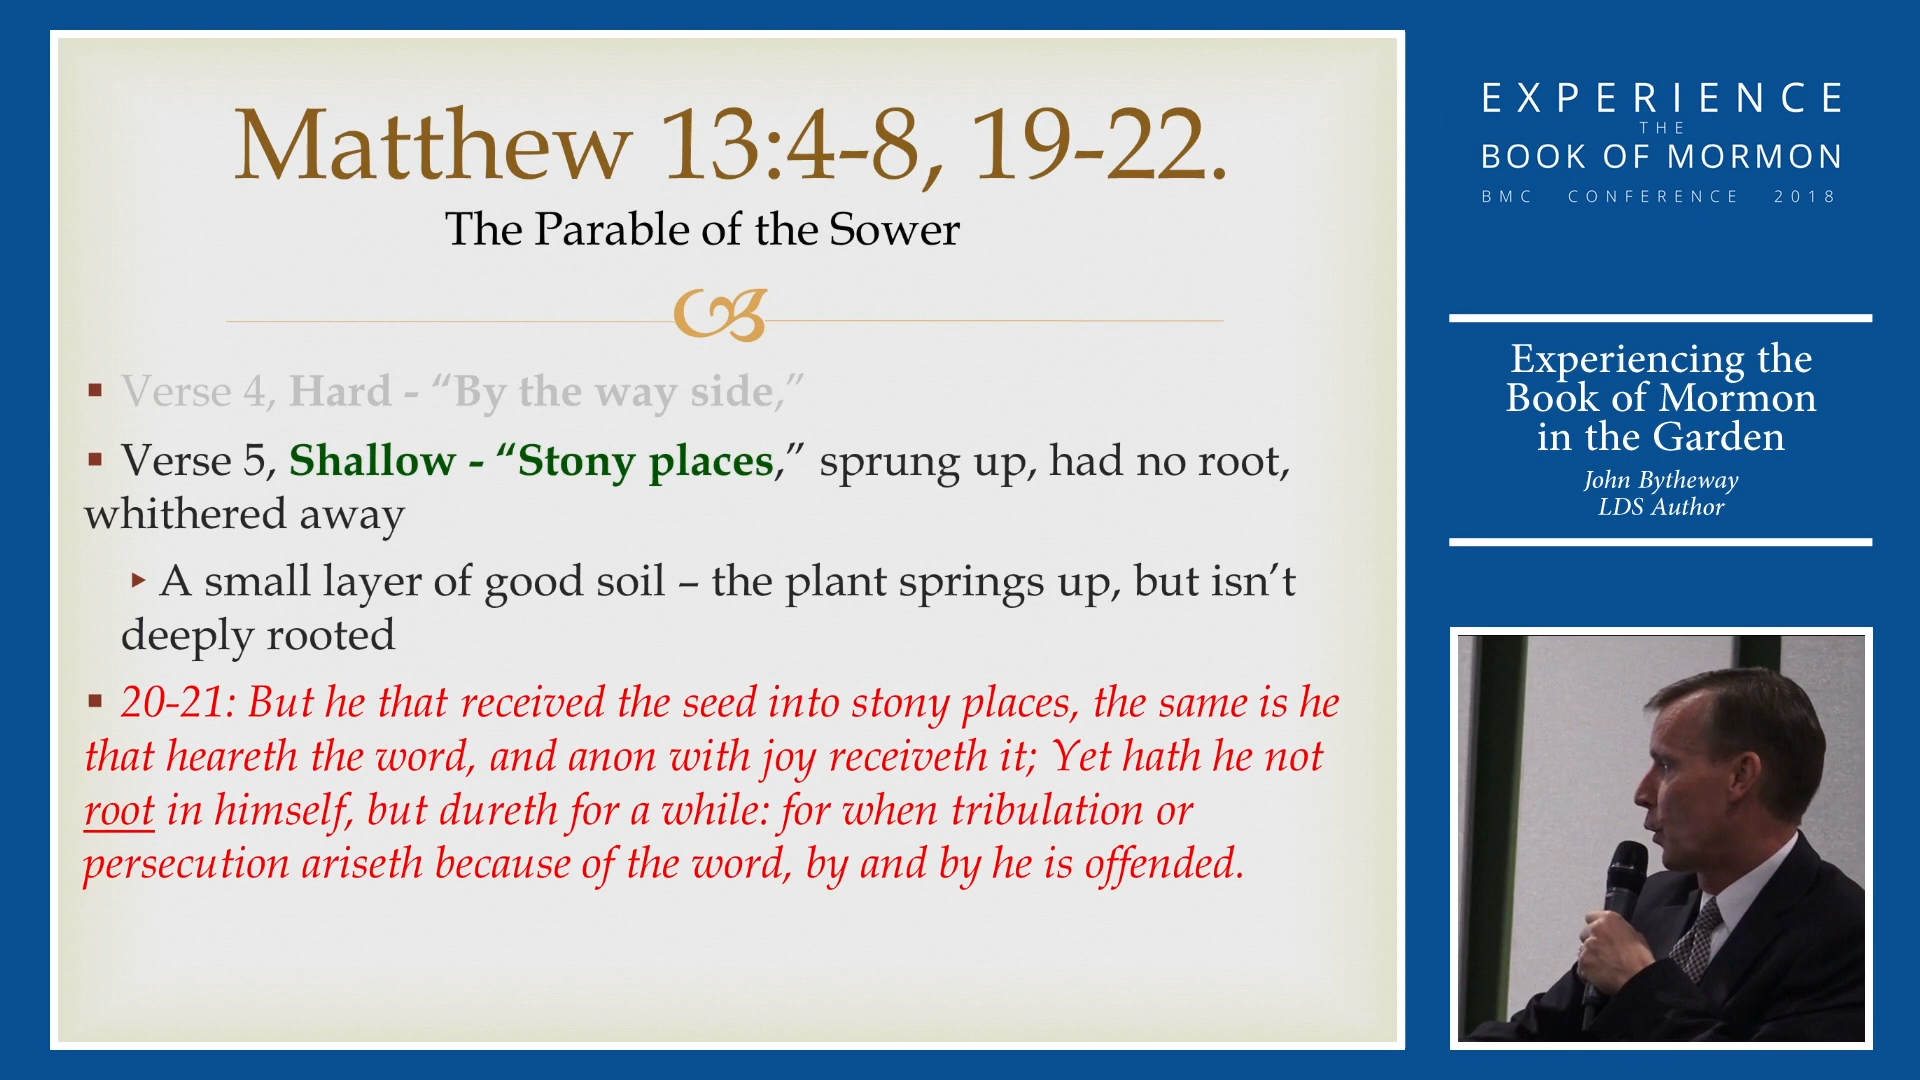 Matthew 13:4-8, 19-22.
The Parable of the Sower
▪ Verse 4, Hard - “By the way side,”
▪ Verse 5, Shallow - “Stony places,” sprung up, had no root,
whithered away
▸ A small layer of good soil – the plant springs up, but isn’t
deeply rooted
▪ 20-21: But he that received the seed into stony places, the same is he
that heareth the word, and anon with joy receiveth it; Yet hath he not
root in himself, but dureth for a while: for when tribulation or
persecution ariseth because of the word, by and by he is offended.
EXPERIENCE
THE
BOOK OF MORMON
BMC CONFERENCE 2018
Experiencing the
Book of Mormon
in the Garden
John Bytheway
LDS Author